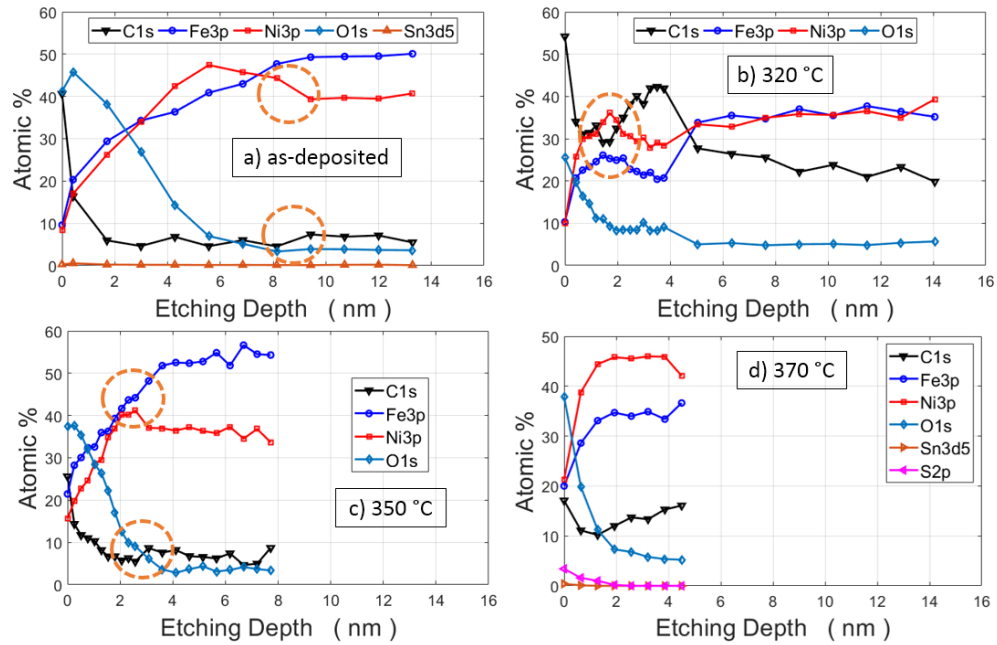 C1s Fe3p Ni3p O1s Sn3d5
a) as-deposited
Atomic %
60
50
40
30
20
10
0
0 2 4 6 8 10 12 14 16
Etching Depth ( nm )
C1s Fe3p Ni3p O1s
b) 320 °C
Atomic %
60
50
40
30
20
10
0
0 2 4 6 8 10 12 14 16
Etching Depth ( nm )
C1s
Fe3p
Ni3p
O1s
c) 350 °C
Atomic %
60
50
40
30
20
10
0
0 2 4 6 8 10 12 14 16
Etching Depth ( nm )
d) 370 °C
C1s
Fe3p
Ni3p
O1s
Sn3d5
S2p
Atomic %
50
40
30
20
10
0
0 2 4 6 8 10 12 14 16
Etching Depth ( nm )